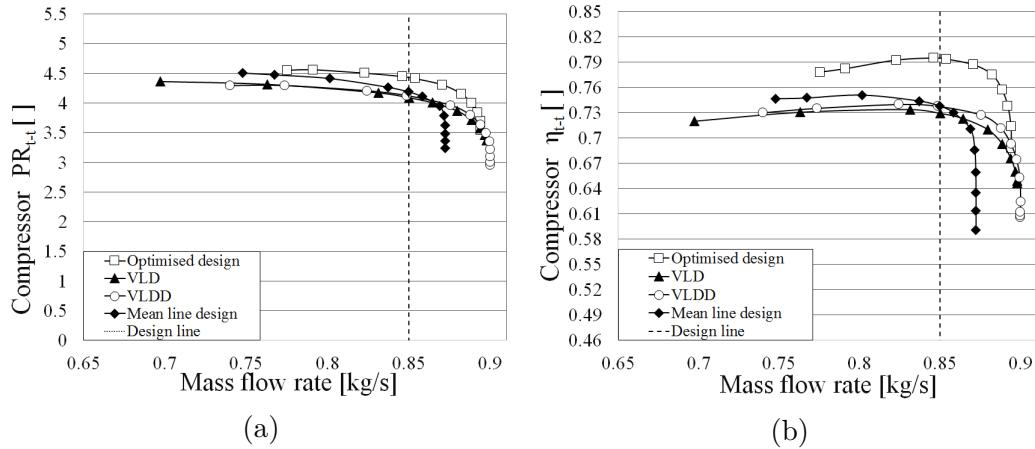 5.5
5
4.5
4
3.5
3
2.5
2
1.5
1
0.5
0
Compressor PR t-t [ ]
Optimised design
VLD
VLDD
Mean line design
Design line
0.65 0.7 0.75 0.8 0.85 0.9
Mass flow rate [kg/s]
(a)
0.85
0.82
0.79
0.76
0.73
0.7
0.67
0.64
0.61
0.58
0.55
0.52
0.49
0.46
Compressor η t-t [ ]
Optimised design
VLD
VLDD
Mean line design
Design line
0.65 0.7 0.75 0.8 0.85 0.9
Mass flow rate [kg/s]
(b)